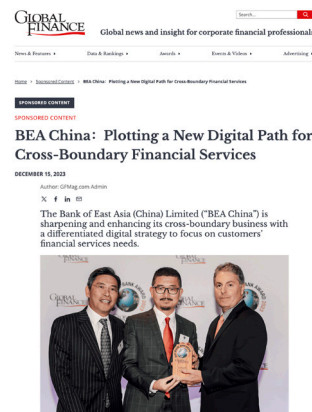 GLOBAL
FINANCE
Search...
Global news and insight for corporate financial professionals
News & Features
Data & Rankings
Awards
Events & Videos
Advertising
Home > Sponsored Content > BEA China: Plotting a New Digital Path for Cross-Boundary Financial Services
SPONSORED CONTENT
SPONSORED CONTENT
BEA China: Plotting a New Digital Path for
Cross-Boundary Financial Services
DECEMBER 15, 2023
Author: GFMag.com Admin
The Bank of East Asia (China) Limited ("BEA China") is
sharpening and enhancing its cross-boundary business with
a differentiated digital strategy to focus on customers'
financial services needs.